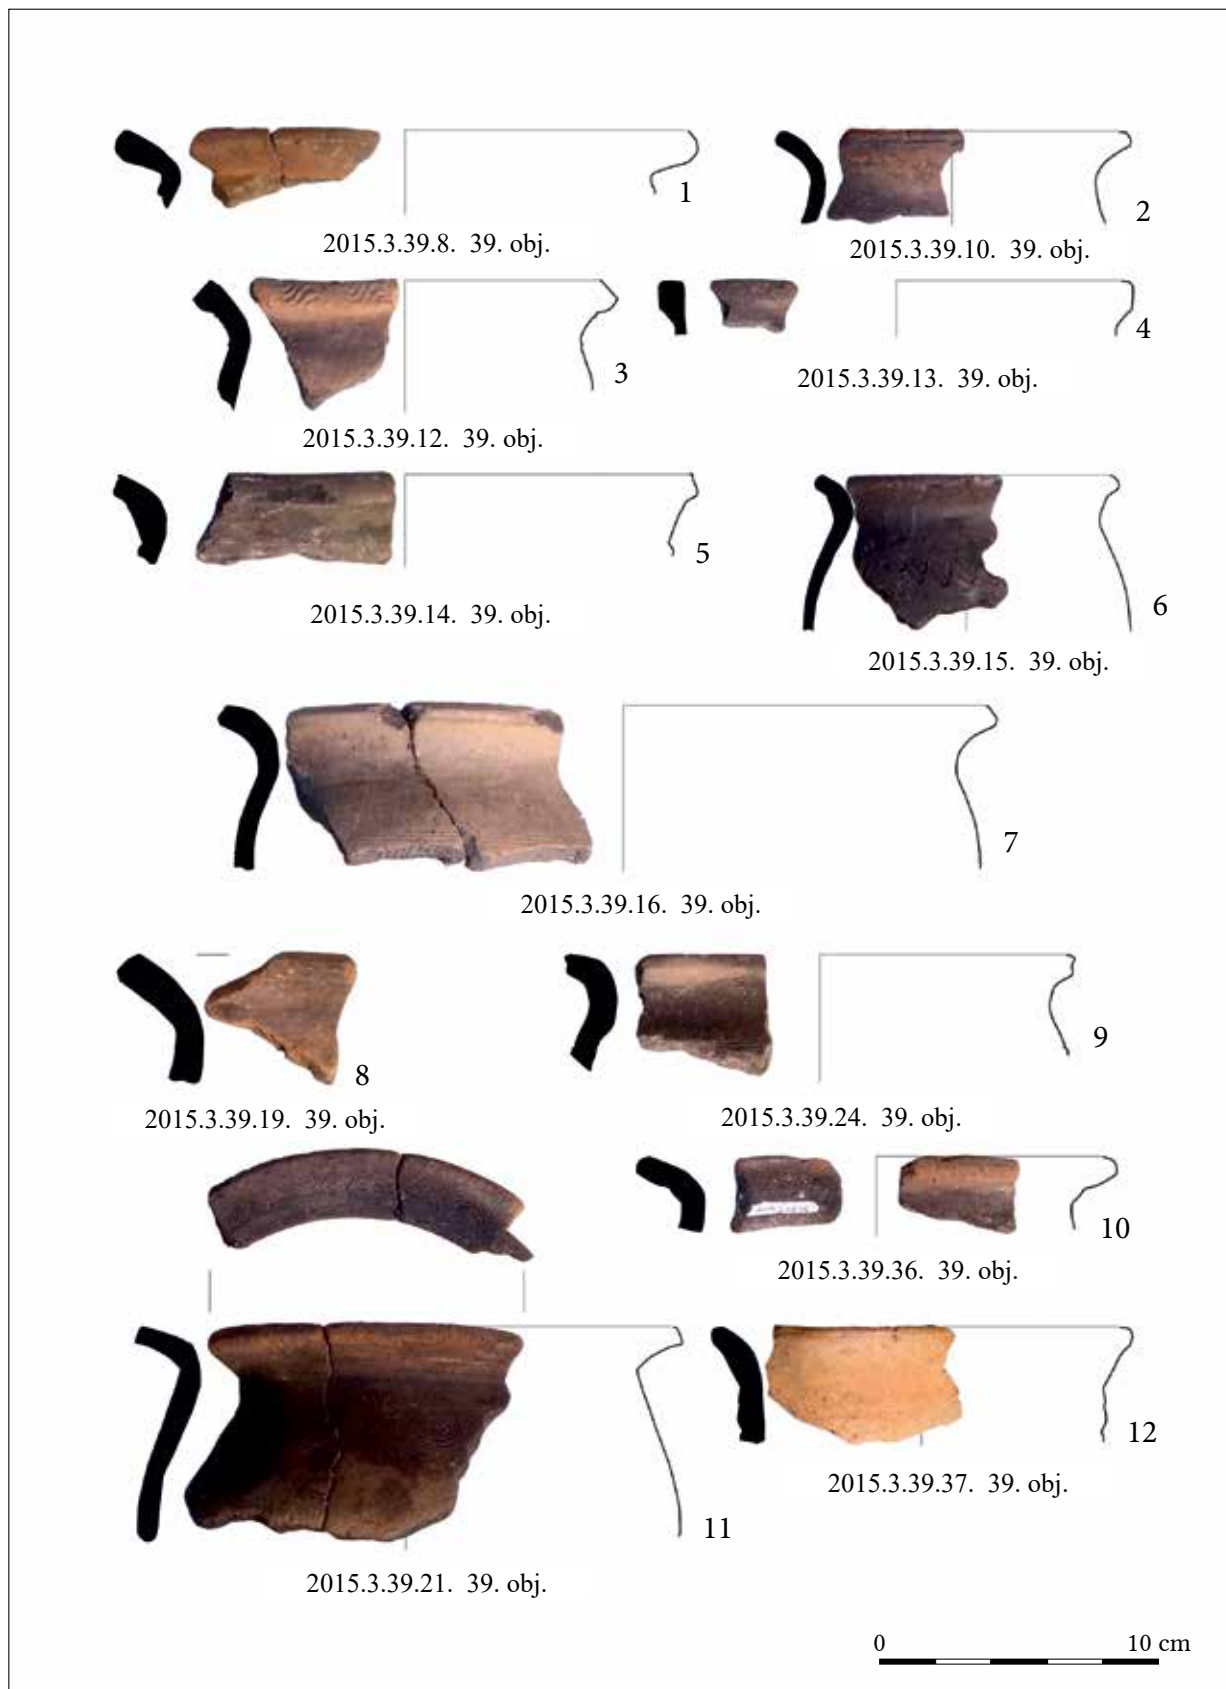 1
2015.3.39.8. 39. obj.
2
2015.3.39.10. 39. obj.
3
2015.3.39.12. 39. obj.
4
2015.3.39.13. 39. obj.
5
2015.3.39.14. 39. obj.
6
2015.3.39.15. 39. obj.
7
2015.3.39.16. 39. obj.
8
2015.3.39.19. 39. obj.
9
2015.3.39.24. 39. obj.
10
2015.3.39.36. 39. obj.
11
2015.3.39.21. 39. obj.
12
2015.3.39.37. 39. obj.
0 10 cm